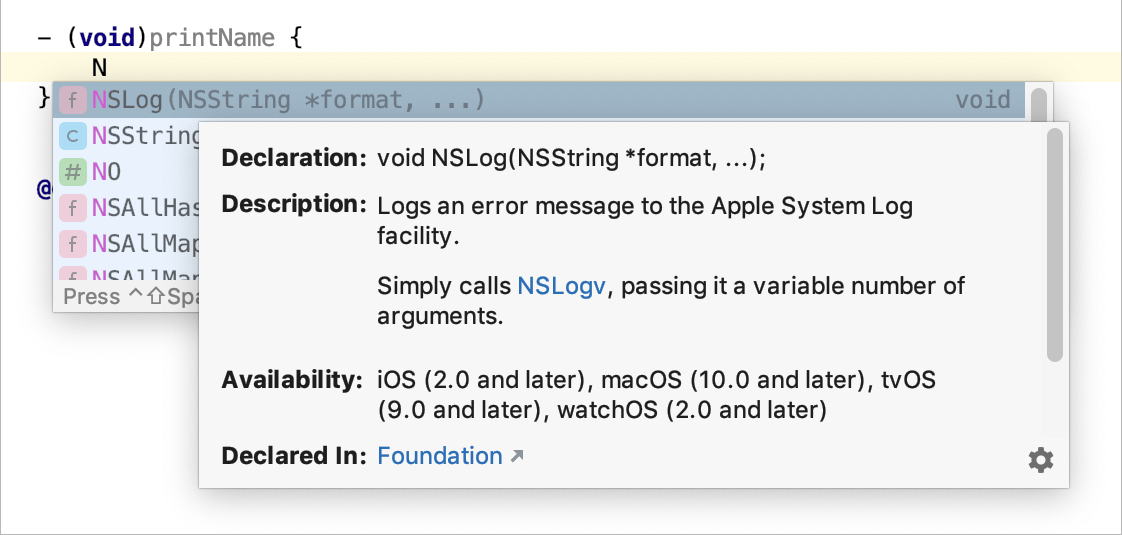 - (void)printName {
N
}
NSLog(NSString *format, ...) void
NSString
NO
@
NSAllHas
NSAllMap
NSAllMap
Press ^⇧Spa
Declaration: void NSLog(NSString *format, ...);
Description: Logs an error message to the Apple System Log
facility.
Simply calls NSLogv, passing it a variable number of
arguments.
Availability: iOS (2.0 and later), macOS (10.0 and later), tvOS
(9.0 and later), watchOS (2.0 and later)
Declared In: Foundation